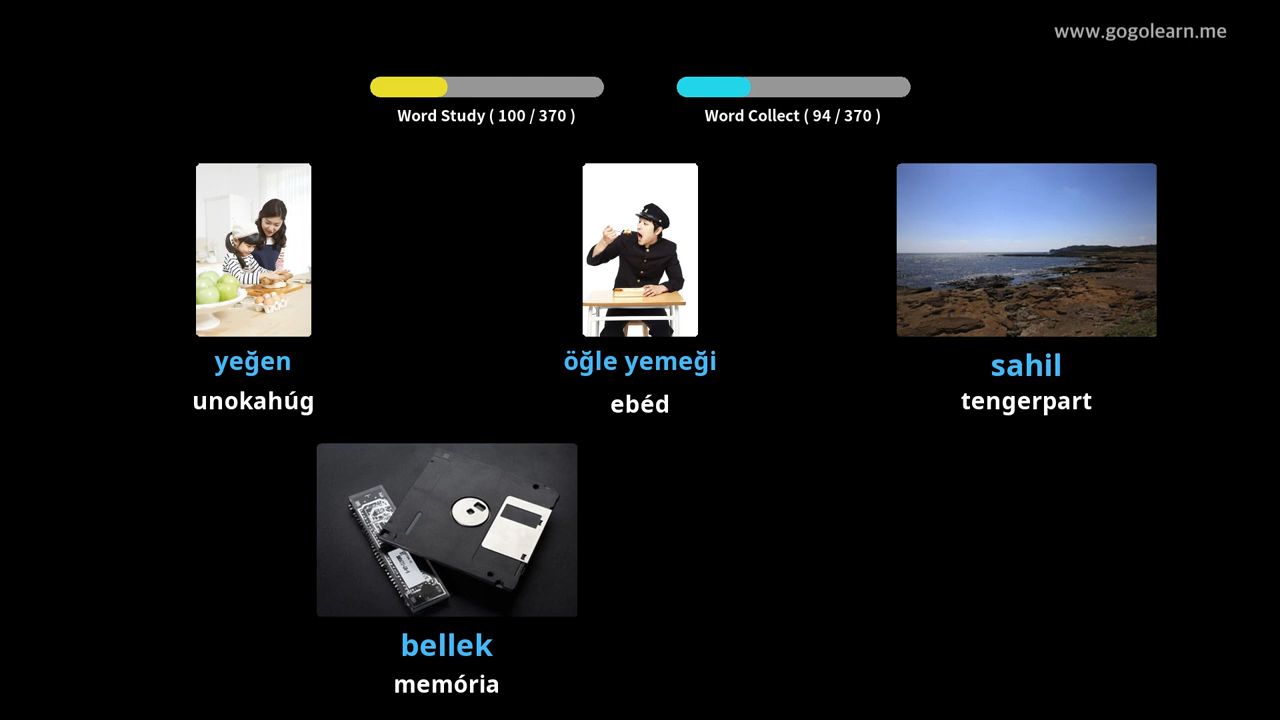 www.gogolearn.me
Word Study ( 100 / 370 )
Word Collect ( 94 / 370 )
yeğen
unokahúg
öğle yemeği
ebéd
sahil
tengerpart
bellek
memória